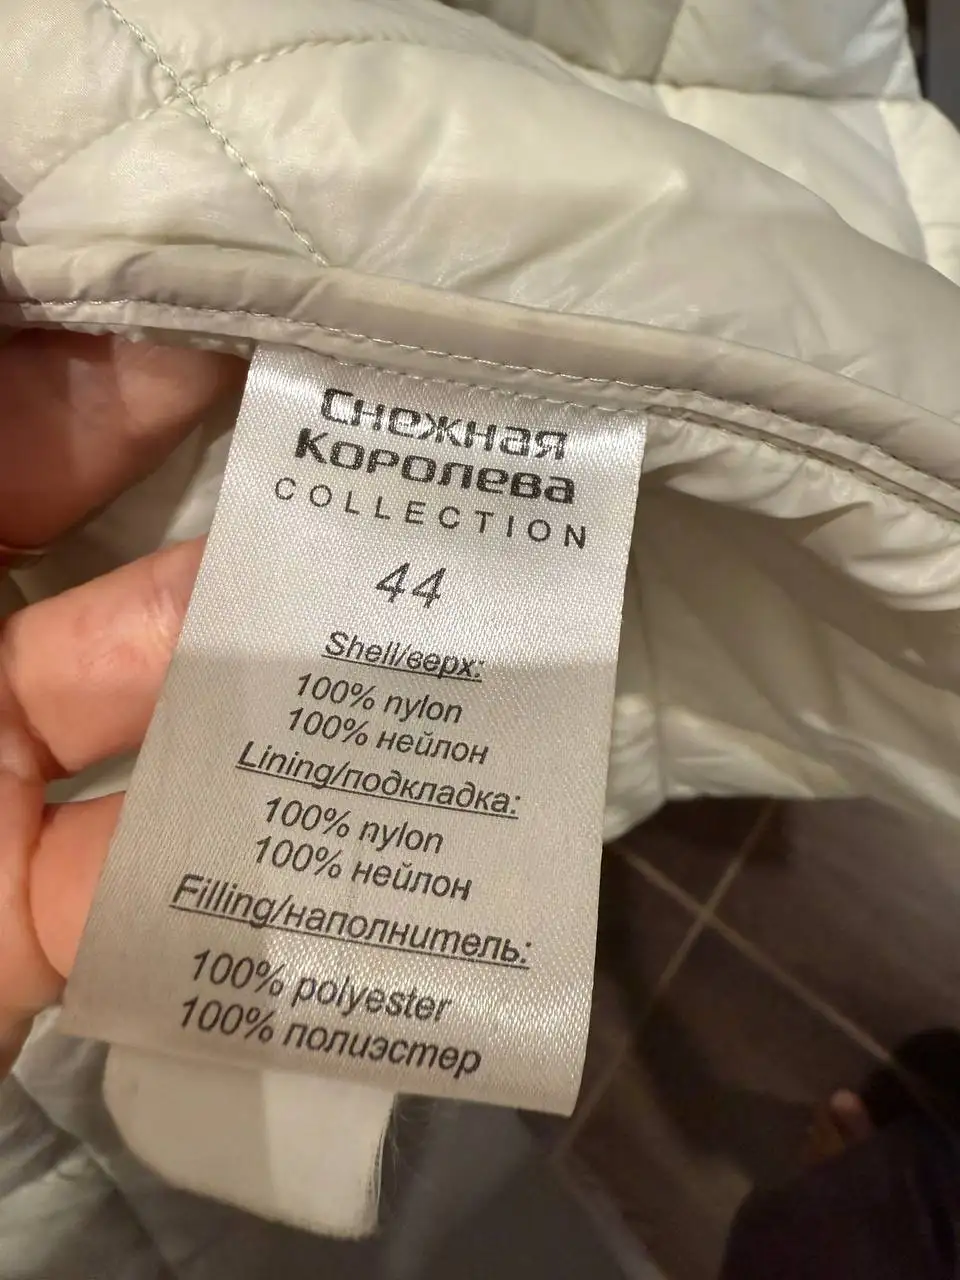 Снежная
Королева
COLLECTION
44
Shell/верх:
100% nylon
100% нейлон
Lining/подкладка:
100% nylon
100% нейлон
Filling/наполнитель:
100% polyester
100% полиэстер